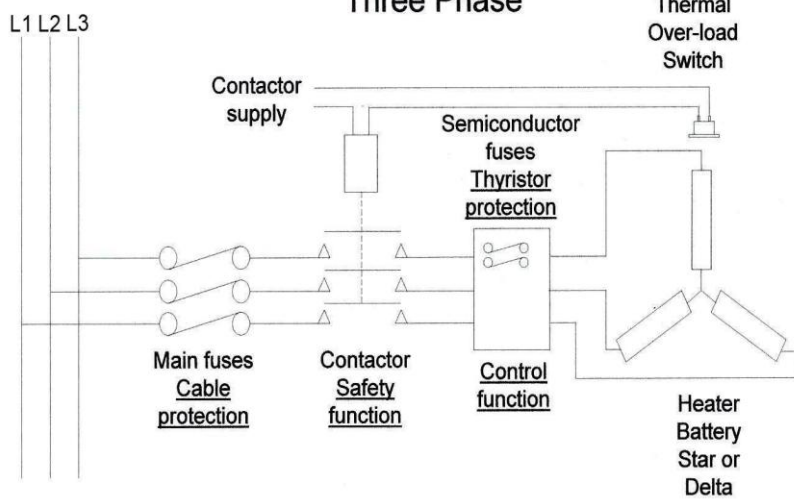 Three Phase
Thermal
Over-load
Switch
L1 L2 L3
Contactor
supply
Semiconductor
fuses
Thyristor
protection
Main fuses
Cable
protection
Contactor
Safety
function
Control
function
Heater
Battery
Star or
Delta